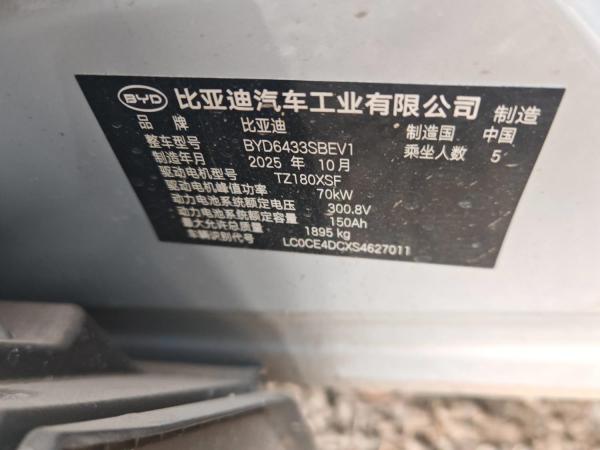 BYD 比亚迪汽车工业有限公司 制造
品牌 比亚迪 制造国 中国
整车型号 BYD6433SBEV1 乘坐人数 5
制造年月 2025 年 10 月
驱动电机型号 TZ180XSF
驱动电机峰值功率 70kW
动力电池系统额定电压 300.8V
动力电池系统额定容量 150Ah
最大允许总质量 1895 kg
车辆识别代号 LC0CE4DCXS4627011